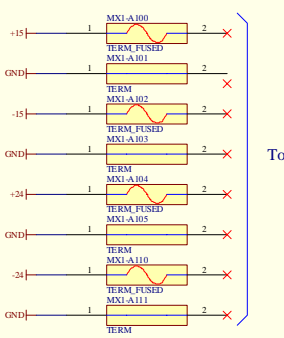 MX1-A100
+15 1 2
TERM_FUSED
MX1-A101
GND 1 2
TERM
MX1-A102
-15 1 2
TERM_FUSED
MX1-A103
GND 1 2
TERM
MX1-A104
+24 1 2
TERM_FUSED
MX1-A105
GND 1 2
TERM
MX1-A110
-24 1 2
TERM_FUSED
MX1-A111
GND 1 2
TERM
To